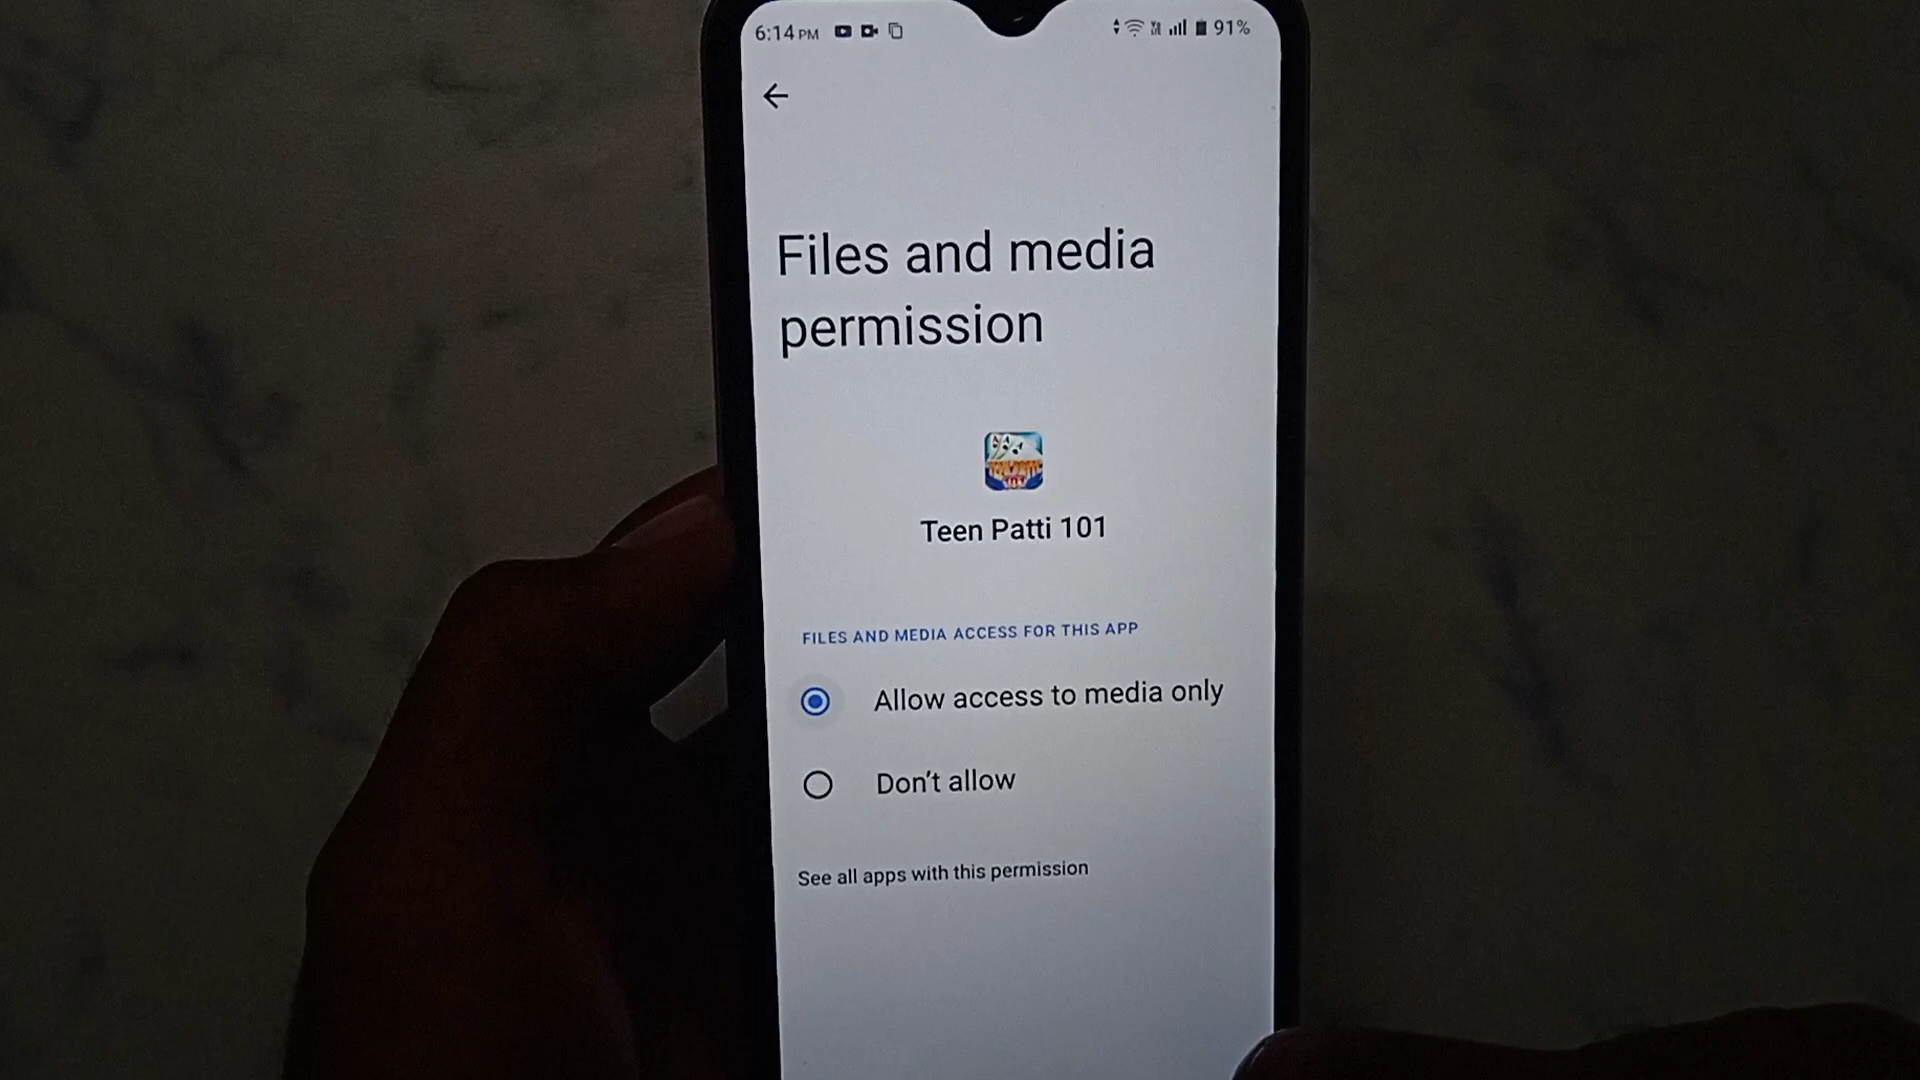 6:14 PM
91%
Files and media
permission
Teen Patti 101
FILES AND MEDIA ACCESS FOR THIS APP
Allow access to media only
Don't allow
See all apps with this permission